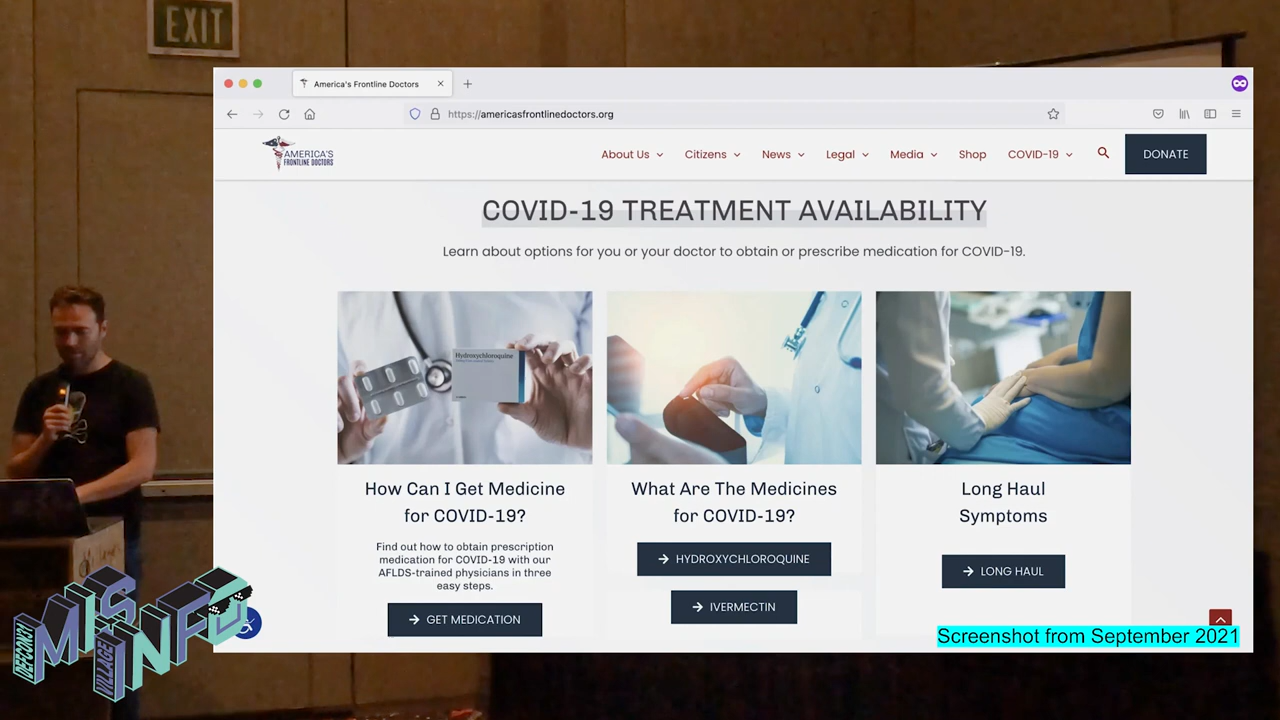 EXIT
America's Frontline Doctors
https://americasfrontlinedoctors.org
AMERICA'S
FRONTLINE DOCTORS
About Us
Citizens
News
Legal
Media
Shop
COVID-19
DONATE
COVID-19 TREATMENT AVAILABILITY
Learn about options for you or your doctor to obtain or prescribe medication for COVID-19.
Hydroxychloroquine
How Can I Get Medicine
for COVID-19?
Find out how to obtain prescription
medication for COVID-19 with our
AFLDS-trained physicians in three
easy steps.
GET MEDICATION
What Are The Medicines
for COVID-19?
HYDROXYCHLOROQUINE
IVERMECTIN
Long Haul
Symptoms
LONG HAUL
Screenshot from September 2021
DEFCON31
MIS
INFO
VILLAGE